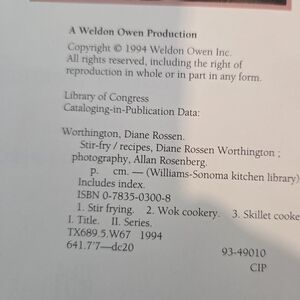 A Weldon Owen Production
Copyright © 1994 Weldon Owen Inc.
All rights reserved, including the right of
reproduction in whole or part in any form.
Library of Congress
Cataloging-in-Publication Data:
Worthington, Diane Rossen.
Stir-fry / recipes, Diane Rossen Worthington ;
photography, Allan Rosenberg.
p. cm. — (Williams-Sonoma kitchen library)
Includes index.
ISBN 0-7835-0300-8
1. Stir frying. 2. Wok cookery. 3. Skillet cooke
I. Title. II. Series.
TX689.5.W67 1994
641.7'7—dc20 93-49010
CIP